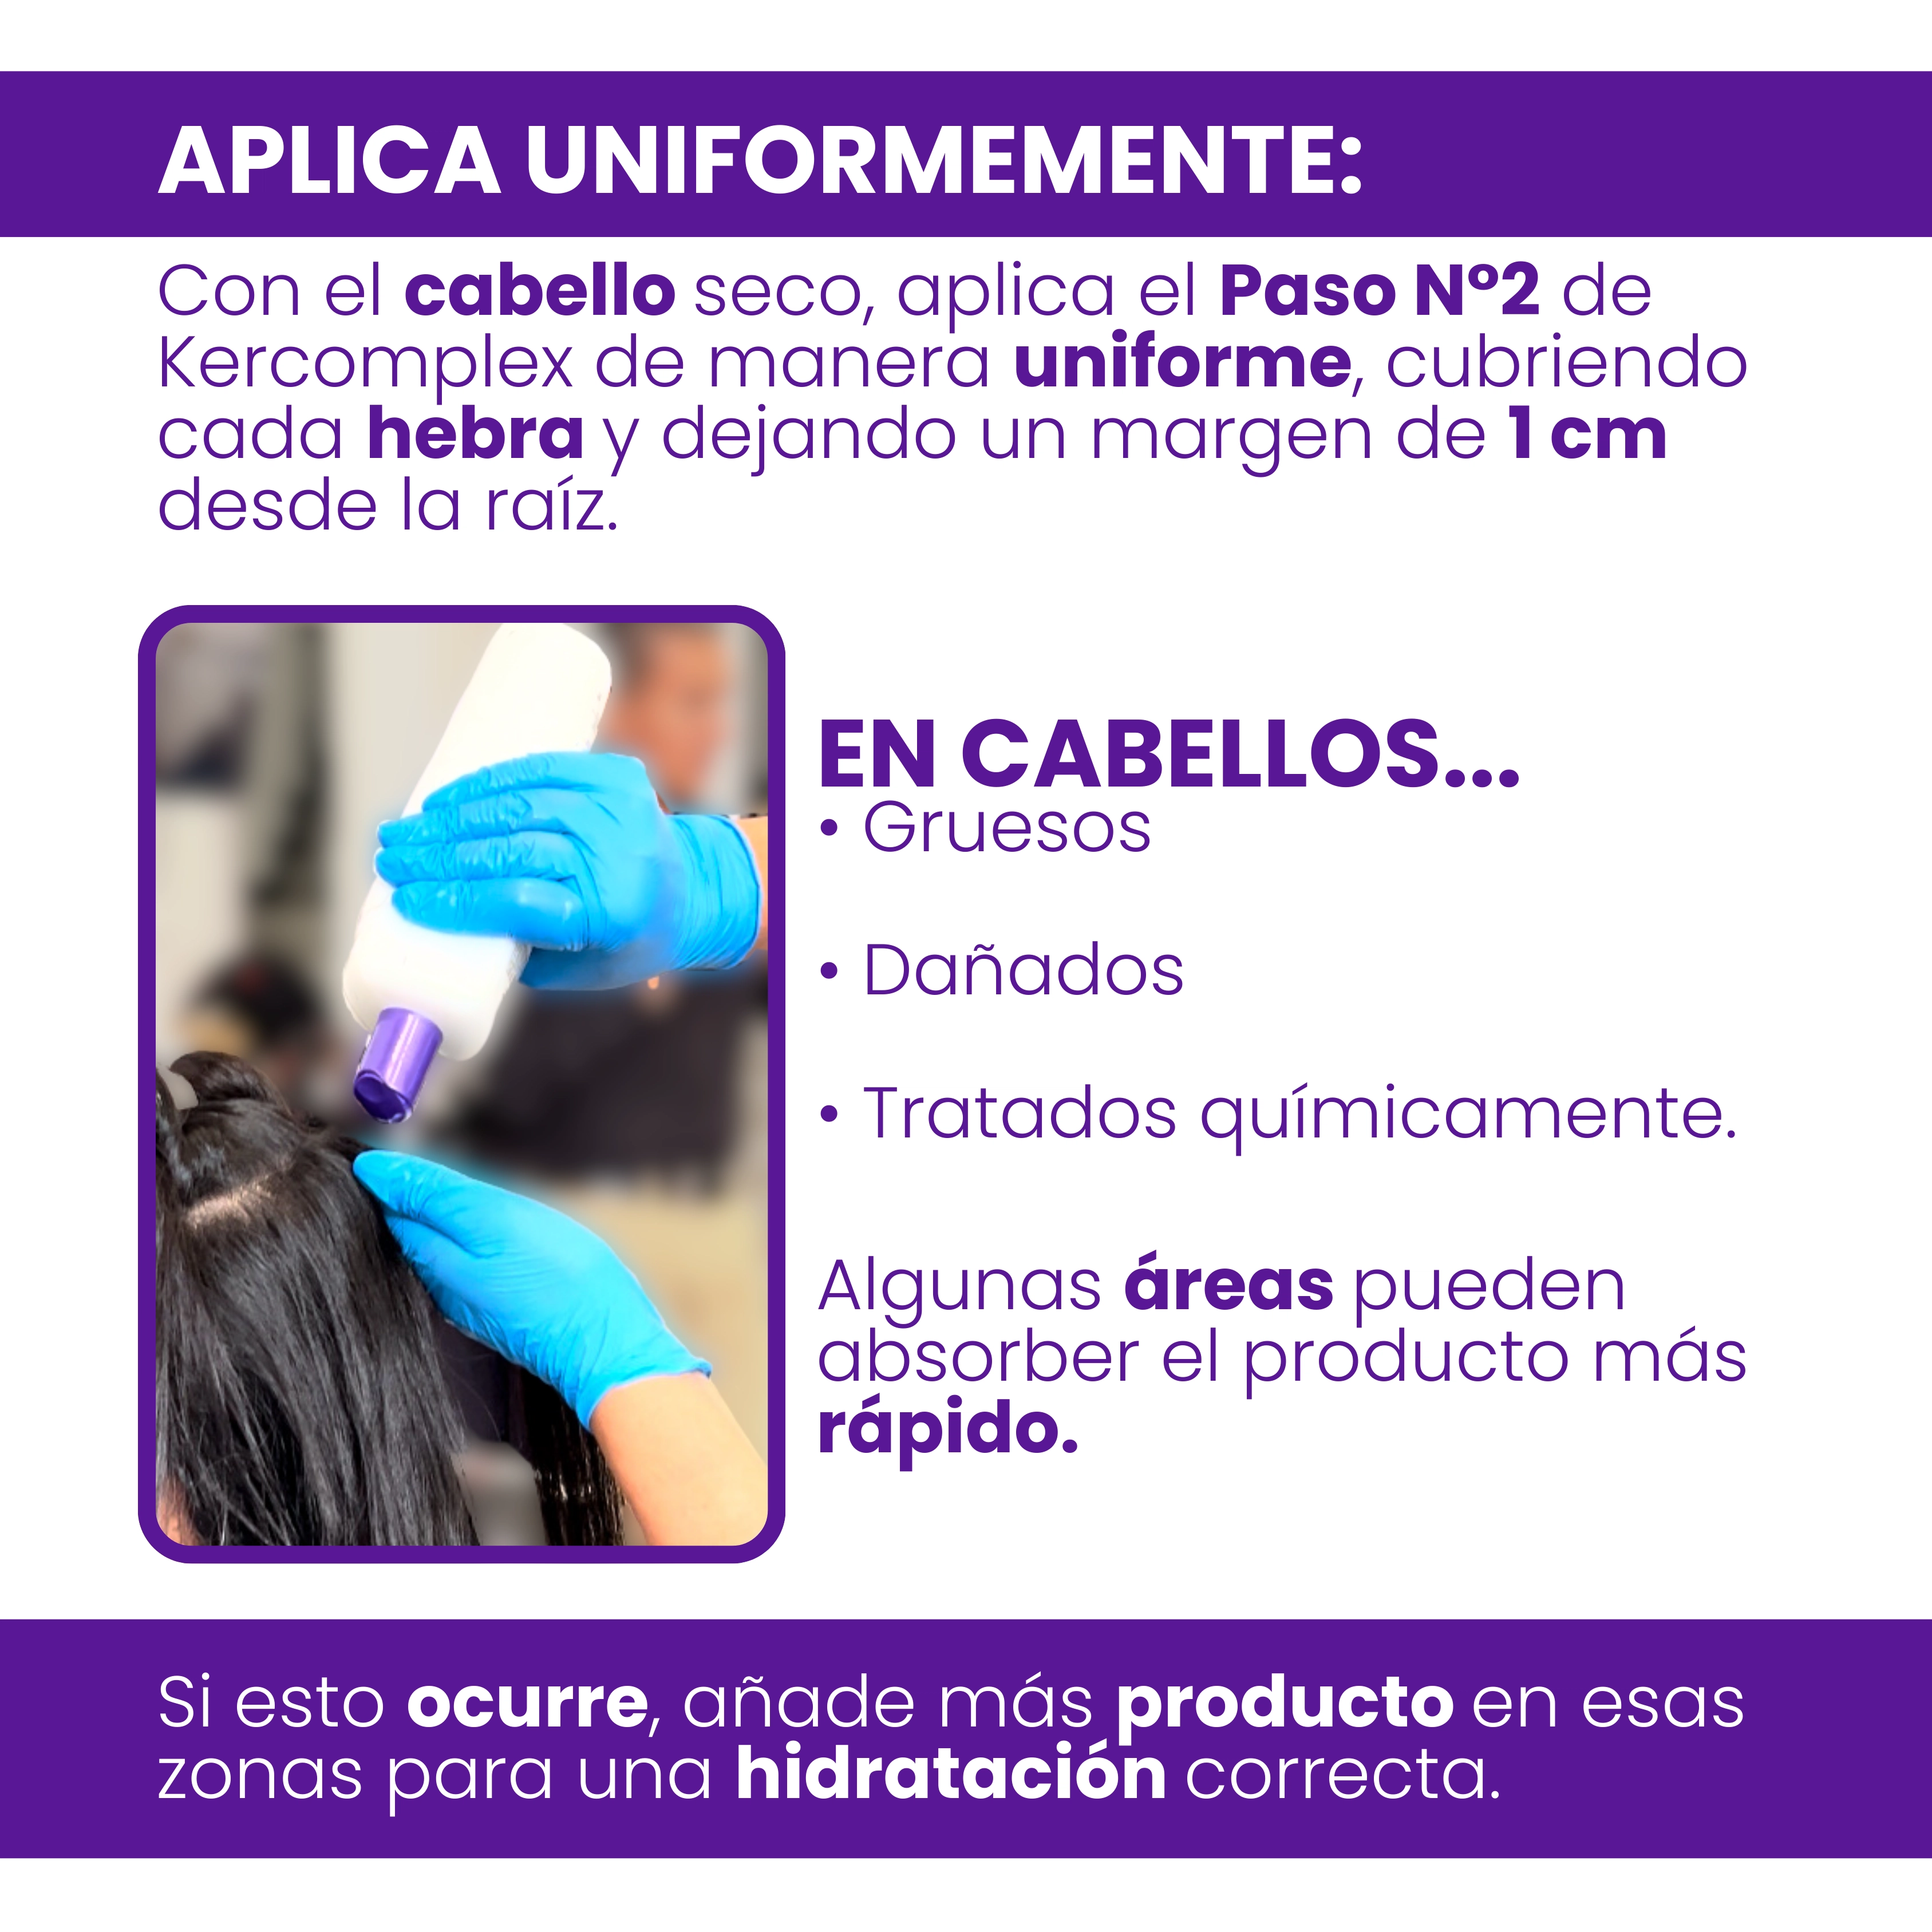 APLICA UNIFORMEMENTE:
Con el cabello seco, aplica el Paso Nº2 de
Kercomplex de manera uniforme, cubriendo
cada hebra y dejando un margen de 1 cm
desde la raíz.
EN CABELLOS...
• Gruesos
• Dañados
• Tratados químicamente.
Algunas áreas pueden
absorber el producto más
rápido.
Si esto ocurre, añade más producto en esas
zonas para una hidratación correcta.